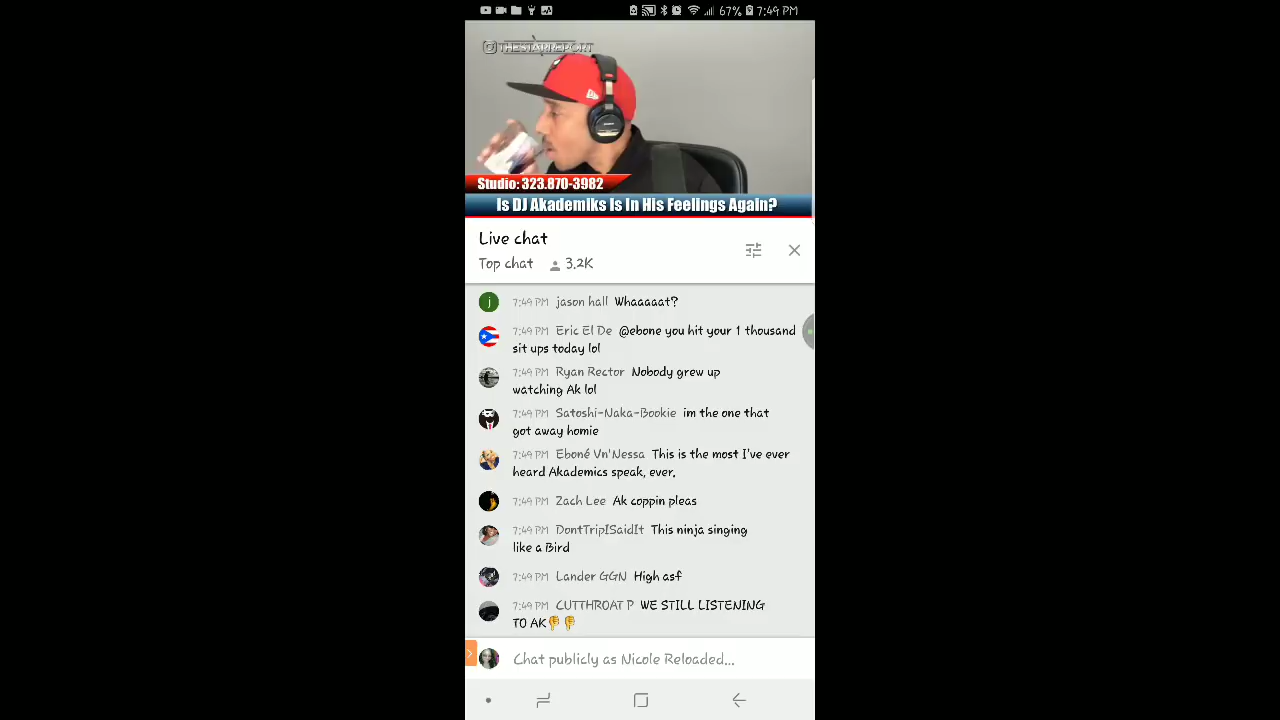 67% 7:49 PM
THESTARREPORT
Studio: 323.870-3982
Is DJ Akademiks Is In His Feelings Again?
Live chat
Top chat 3.2K
j 7:49 PM jason hall Whaaaaat?
7:49 PM Eric El De @ebone you hit your 1 thousand
sit ups today lol
7:49 PM Ryan Rector Nobody grew up
watching Ak lol
7:49 PM Satoshi-Naka-Bookie im the one that
got away homie
7:49 PM Eboné Vn'Nessa This is the most I've ever
heard Akademics speak, ever.
7:49 PM Zach Lee Ak coppin pleas
7:49 PM DontTripISaidIt This ninja singing
like a Bird
7:49 PM Lander GGN High asf
7:49 PM CUTTHROAT P WE STILL LISTENING
TO AK👎👎
Chat publicly as Nicole Reloaded...